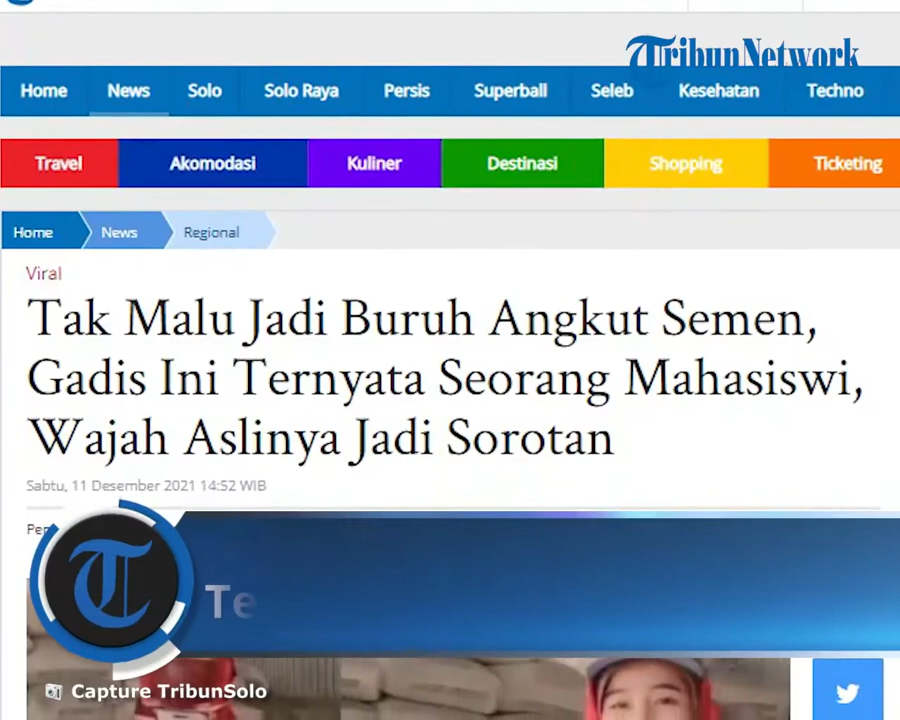 TribunNetwork
Home News Solo Solo Raya Persis Superball Seleb Kesehatan Techno
Travel Akomodasi Kuliner Destinasi Shopping Ticketing
Home News Regional
Viral
Tak Malu Jadi Buruh Angkut Semen,
Gadis Ini Ternyata Seorang Mahasiswi,
Wajah Aslinya Jadi Sorotan
Sabtu, 11 Desember 2021 14:52 WIB
T
Te
Capture TribunSolo